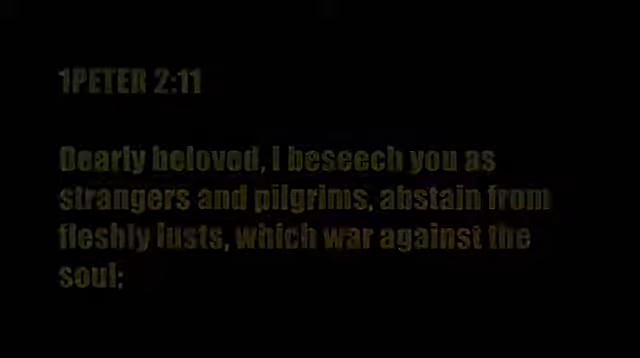 1PETER 2:11
Dearly beloved, I beseech you as
strangers and pilgrims, abstain from
fleshly lusts, which war against the
soul;